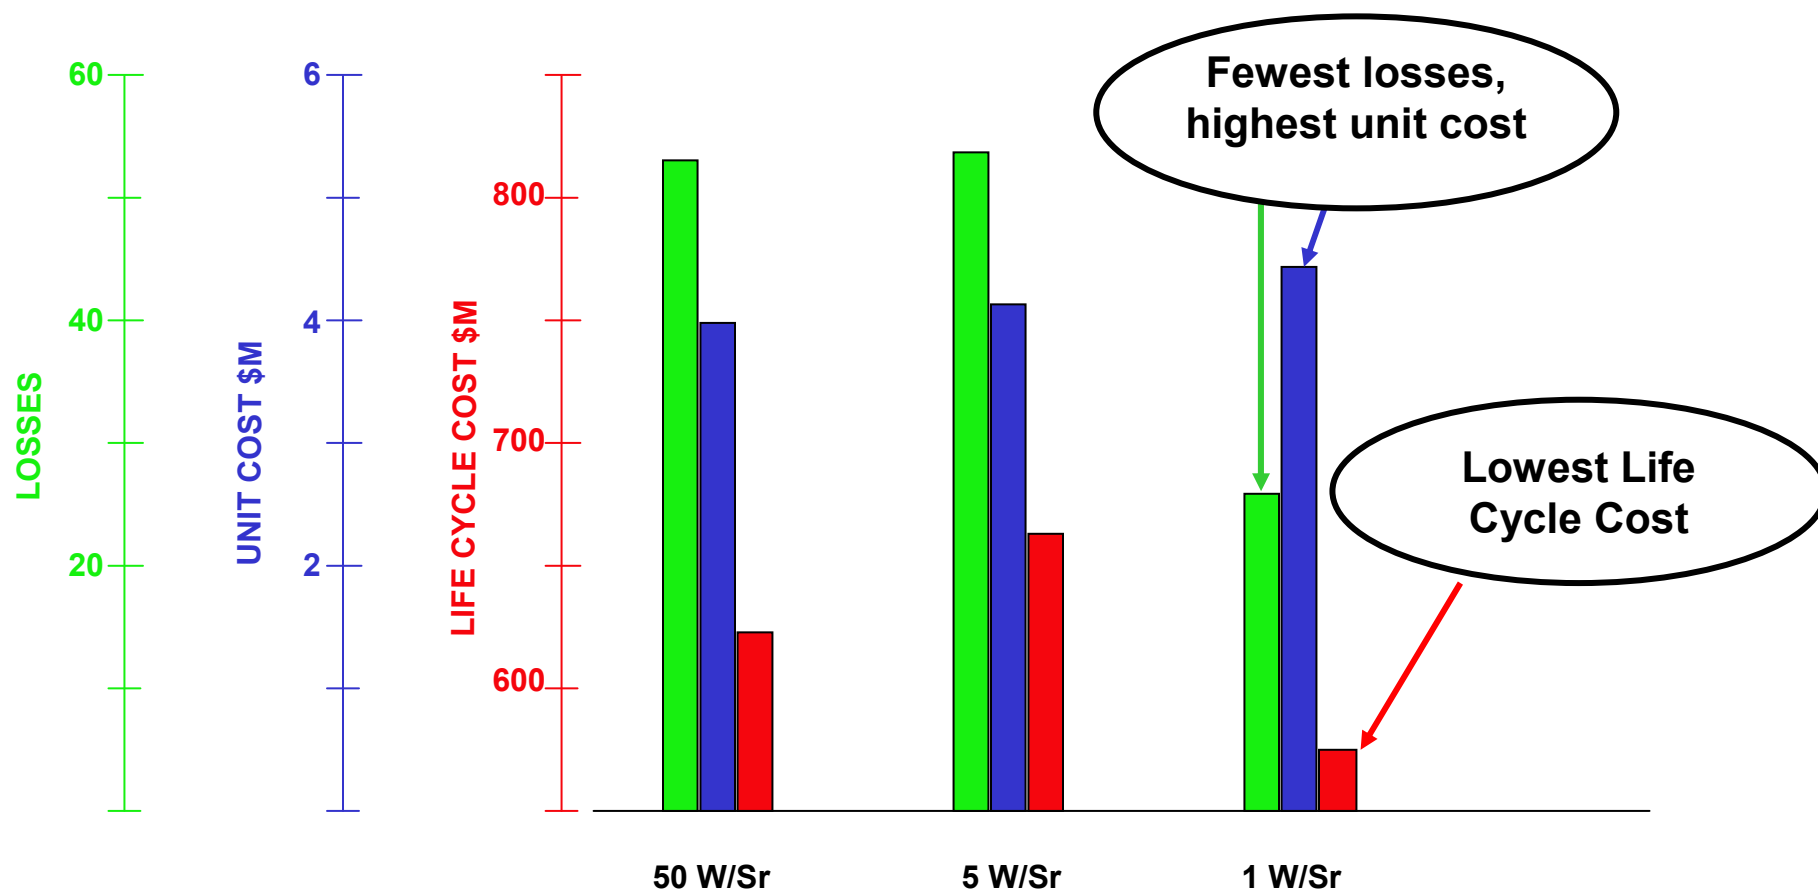 60
40
20
LOSSES
6
4
2
UNIT COST $M
800
700
600
LIFE CYCLE COST $M
Fewest losses,
highest unit cost
Lowest Life
Cycle Cost
50 W/Sr
5 W/Sr
1 W/Sr